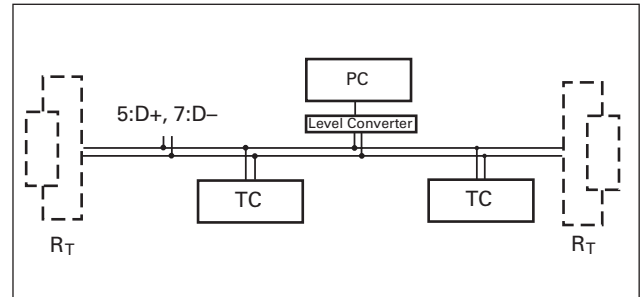 PC
5:D+, 7:D–
Level Converter
TC
TC
RT
RT